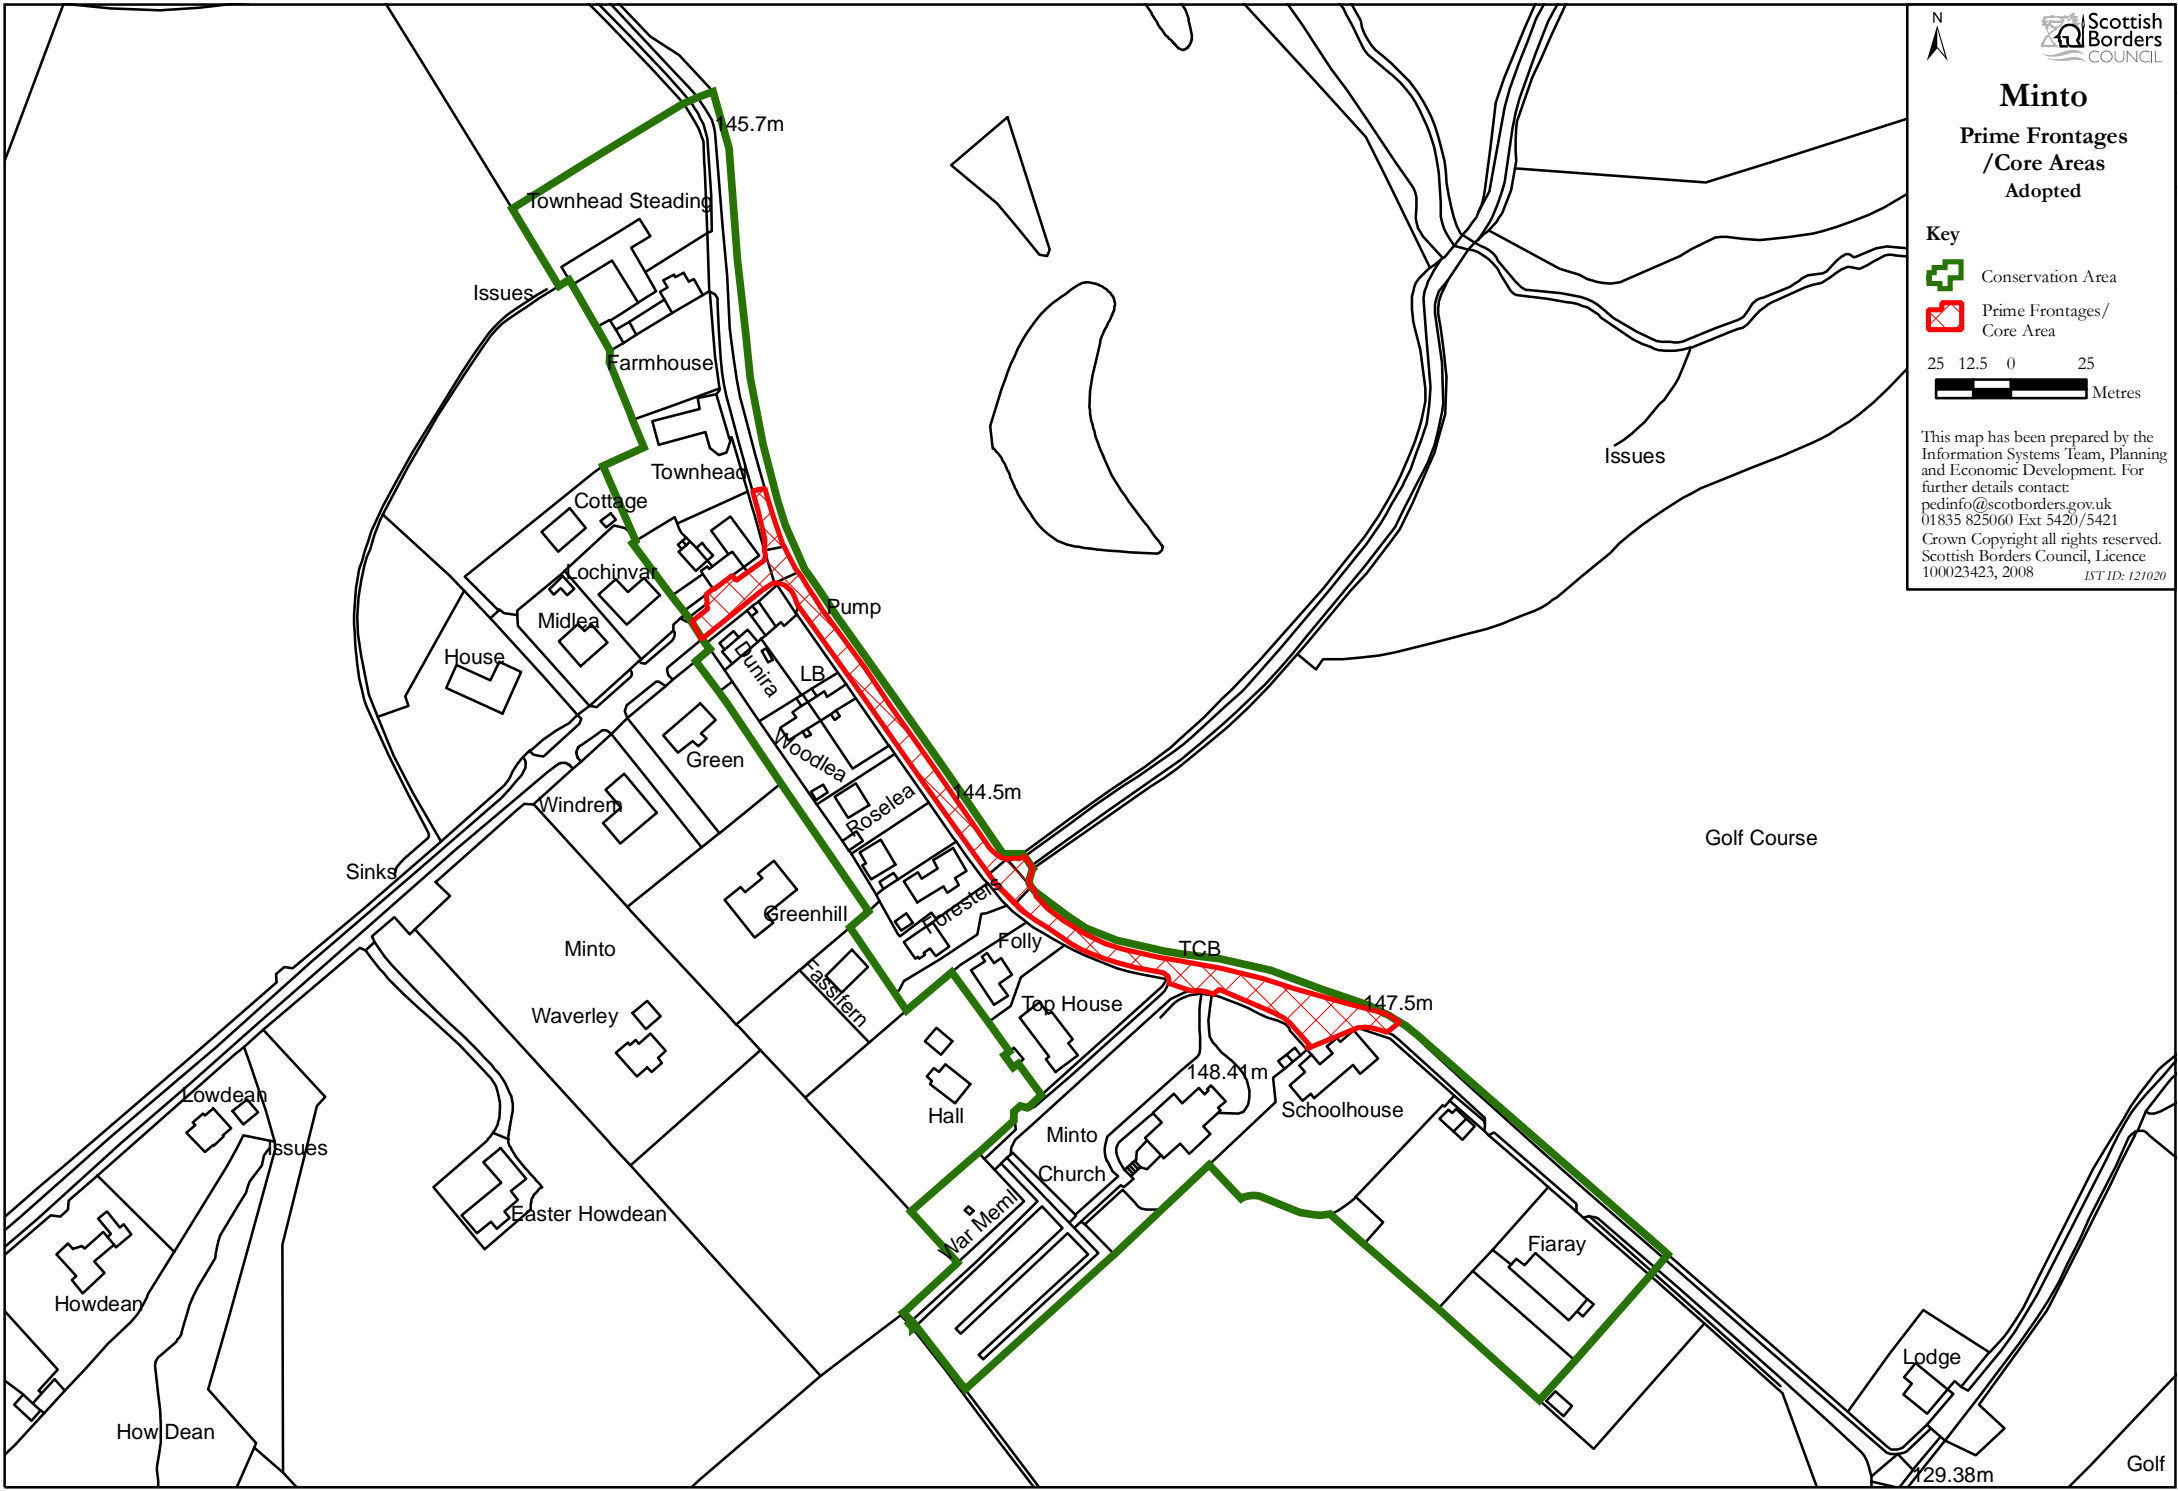 N
Scottish
Borders
COUNCIL
Minto
Prime Frontages
/Core Areas
Adopted
Key
Conservation Area
Prime Frontages/
Core Area
25 12.5 0 25
Metres
This map has been prepared by the
Information Systems Team, Planning
and Economic Development. For
further details contact:
pedinfo@scotborders.gov.uk
01835 825060 Ext 5420/5421
Crown Copyright all rights reserved.
Scottish Borders Council, Licence
100023423, 2008
IST ID: 121020
145.7m
Townhead Steading
Issues
Farmhouse
Townhead
Cottage
Lochinvar
Midlea
House
Pump
Dunira
LB
Green
Woodlea
Windrem
Roselea
144.5m
Issues
Golf Course
Sinks
Greenhill
Foresters
Folly
Minto
TCB
Fassifern
Top House
147.5m
Waverley
148.41m
Lowdean
Hall
Schoolhouse
Issues
Minto
Church
Easter Howdean
War Meml
Fiaray
Howdean
Lodge
How Dean
Golf
129.38m